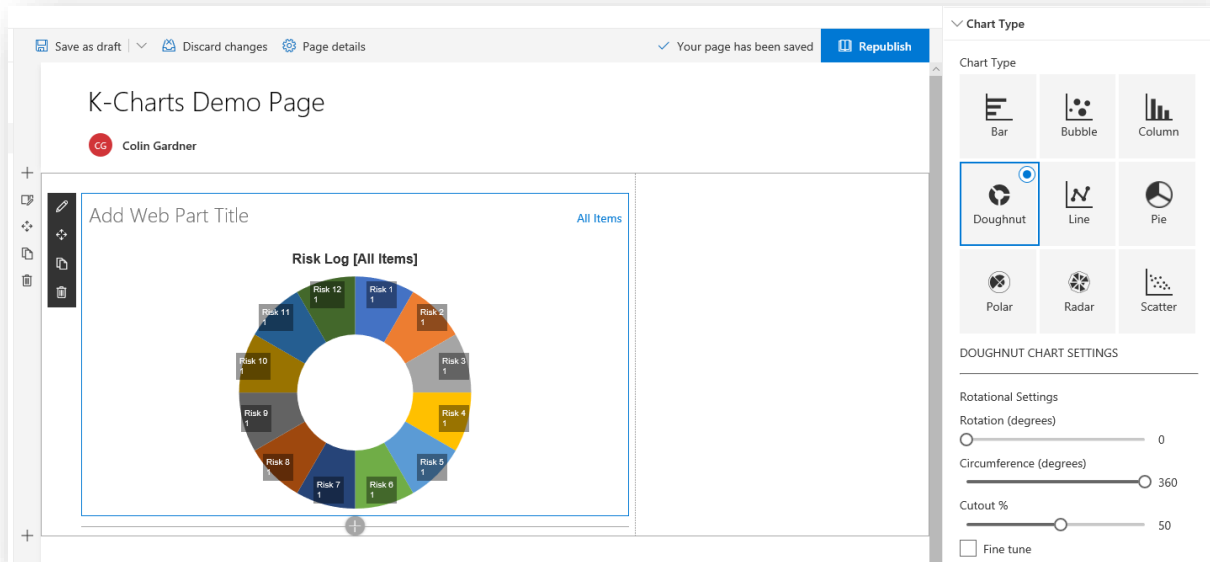 Save as draft
Discard changes
Page details
Your page has been saved
Republish
K-Charts Demo Page
CG
Colin Gardner
Add Web Part Title
All Items
Risk Log [All Items]
Risk 1
1
Risk 2
1
Risk 3
1
Risk 4
1
Risk 5
1
Risk 6
1
Risk 7
1
Risk 8
1
Risk 9
1
Risk 10
1
Risk 11
1
Risk 12
1
Chart Type
Chart Type
Bar
Bubble
Column
Doughnut
Line
Pie
Polar
Radar
Scatter
DOUGHNUT CHART SETTINGS
Rotational Settings
Rotation (degrees)
0
Circumference (degrees)
360
Cutout %
50
Fine tune